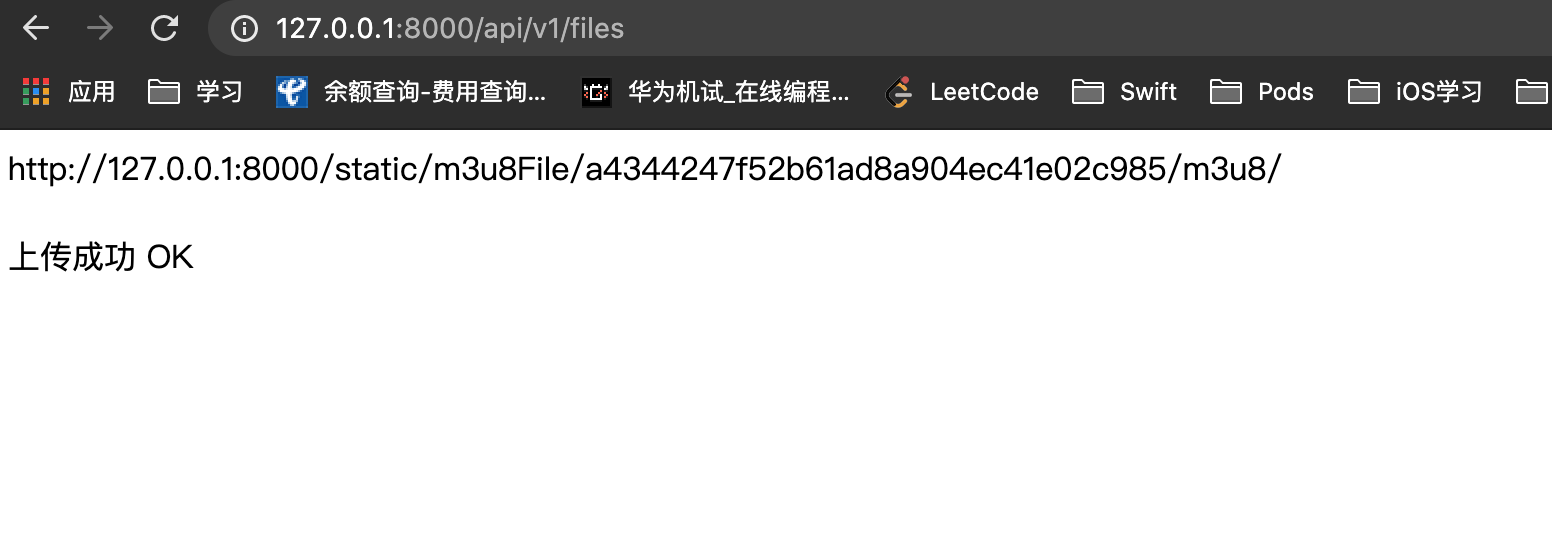 127.0.0.1:8000/api/v1/files
应用 学习 余额查询-费用查询... 华为机试_在线编程... LeetCode Swift Pods iOS学习
http://127.0.0.1:8000/static/m3u8File/a4344247f52b61ad8a904ec41e02c985/m3u8/
上传成功 OK